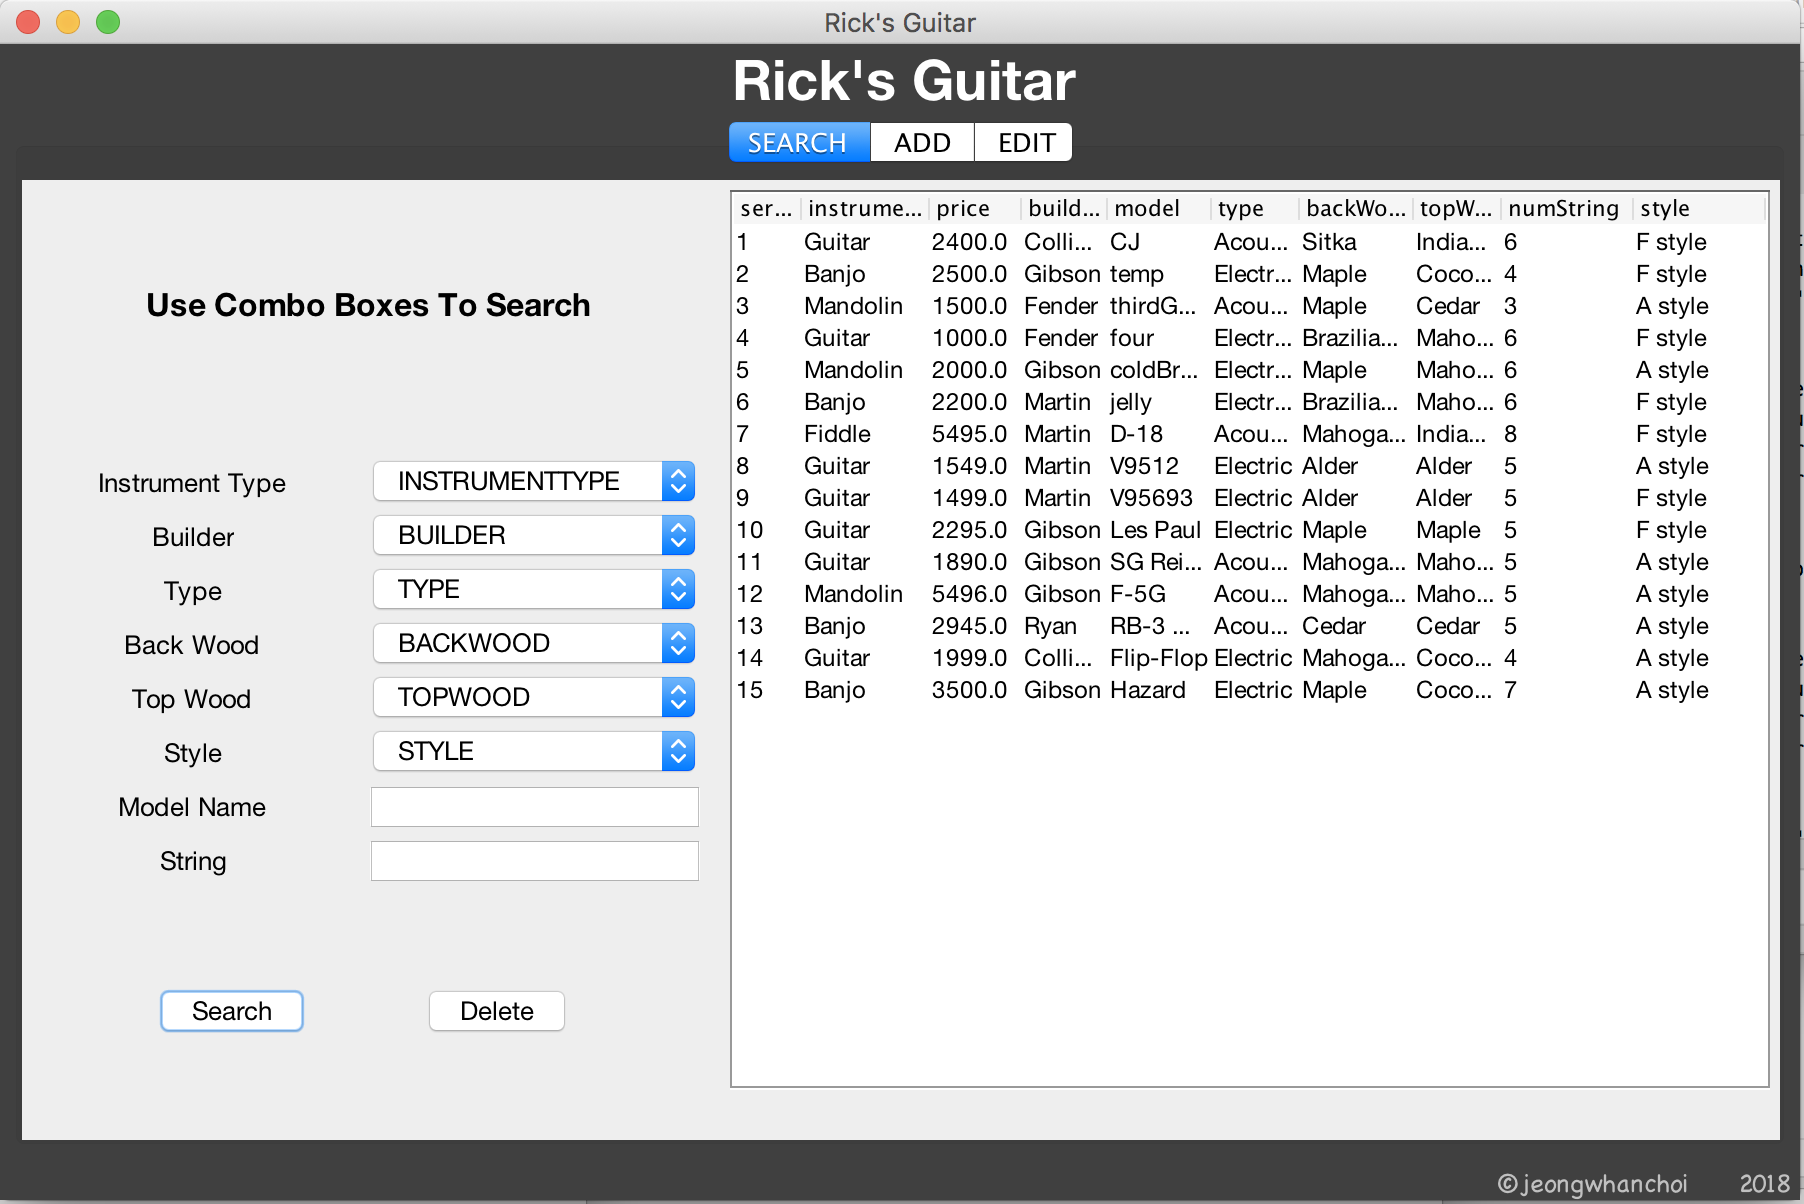 Rick's Guitar
Rick's Guitar
SEARCH ADD EDIT
Use Combo Boxes To Search
Instrument Type INSTRUMENTTYPE
Builder BUILDER
Type TYPE
Back Wood BACKWOOD
Top Wood TOPWOOD
Style STYLE
Model Name
String
Search Delete
ser... instrume... price build... model type backWo... topW... numString style
1 Guitar 2400.0 Colli... CJ Acou... Sitka India... 6 F style
2 Banjo 2500.0 Gibson temp Electr... Maple Coco... 4 F style
3 Mandolin 1500.0 Fender thirdG... Acou... Maple Cedar 3 A style
4 Guitar 1000.0 Fender four Electr... Brazilia... Maho... 6 F style
5 Mandolin 2000.0 Gibson coldBr... Electr... Maple Maho... 6 A style
6 Banjo 2200.0 Martin jelly Electr... Brazilia... Maho... 6 F style
7 Fiddle 5495.0 Martin D-18 Acou... Mahoga... India... 8 F style
8 Guitar 1549.0 Martin V9512 Electric Alder Alder 5 A style
9 Guitar 1499.0 Martin V95693 Electric Alder Alder 5 F style
10 Guitar 2295.0 Gibson Les Paul Electric Maple Maple 5 F style
11 Guitar 1890.0 Gibson SG Rei... Acou... Mahoga... Maho... 5 A style
12 Mandolin 5496.0 Gibson F-5G Acou... Mahoga... Maho... 5 A style
13 Banjo 2945.0 Ryan RB-3 ... Acou... Cedar Cedar 5 A style
14 Guitar 1999.0 Colli... Flip-Flop Electric Mahoga... Coco... 4 A style
15 Banjo 3500.0 Gibson Hazard Electric Maple Coco... 7 A style
©jeongwhanchoi 2018